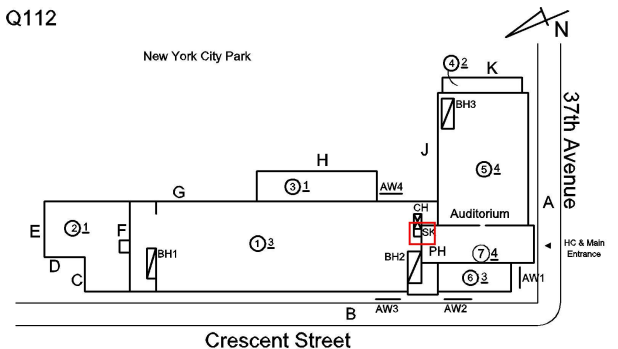 Q112
N
New York City Park
④ 2
K
BH3
37th Avenue
H
J
⑤ 4
③ 1
AW4
G
CH
A
Auditorium
E
② 1
F
SK
① 3
PH
HC & Main
Entrance
BH1
BH2
⑦ 4
D
C
⑥ 3
AW1
B
AW3
AW2
Crescent Street